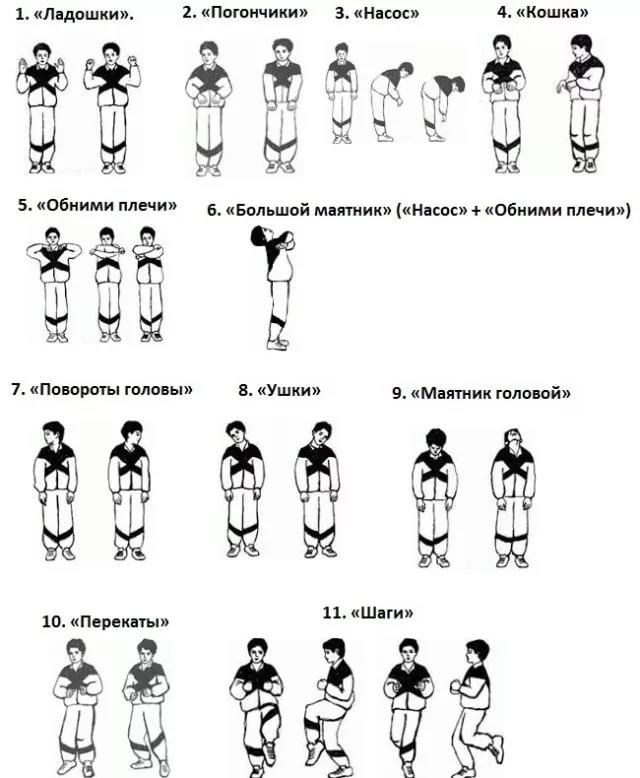 1. «Ладошки».
2. «Погончики»
3. «Насос»
4. «Кошка»
5. «Обними плечи»
6. «Большой маятник» («Насос» + «Обними плечи»)
7. «Повороты головы»
8. «Ушки»
9. «Маятник головой»
10. «Перекаты»
11. «Шаги»